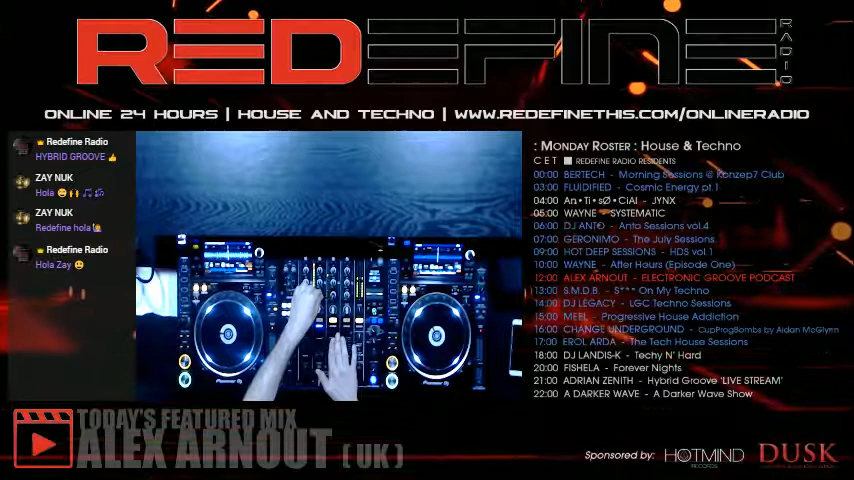 REDEFINE
RADIO
ONLINE 24 HOURS | HOUSE AND TECHNO | WWW.REDEFINETHIS.COM/ONLINERADIO
Redefine Radio
HYBRID GROOVE 👍
ZAY NUK
Hola
ZAY NUK
Redefine hola
Redefine Radio
Hola Zay
: Monday Roster : House & Techno
CET REDEFINE RADIO RESIDENTS
00:00 BERTECH - Morning Sessions @ Konzep7 Club
03:00 FLUIDIFIED - Cosmic Energy pt.1
04:00 An•Ti•sØ•CiAl - JYNX
05:00 WAYNE - SYSTEMATIC
06:00 DJ ANTO - Anto Sessions vol.4
07:00 GERONIMO - The July Sessions.
09:00 HOT DEEP SESSIONS - HDS vol.1
10:00 WAYNE - After Hours (Episode One)
12:00 ALEX ARNOUT - ELECTRONIC GROOVE PODCAST
13:00 S.M.D.B. - S*** On My Techno
14:00 DJ LEGACY - LGC Techno Sessions
15:00 MEEL - Progressive House Addiction
16:00 CHANGE UNDERGROUND - CupProgBombs by Aidan McGlynn
17:00 EROL ARDA - The Tech House Sessions
18:00 DJ LANDIS-K - Techy N' Hard
20:00 FISHELA - Forever Nights
21:00 ADRIAN ZENITH - Hybrid Groove 'LIVE STREAM'
22:00 A DARKER WAVE - A Darker Wave Show
TODAY'S FEATURED MIX
ALEX ARNOUT (UK)
Sponsored by: HOTMIND
RECORDS
DUSK